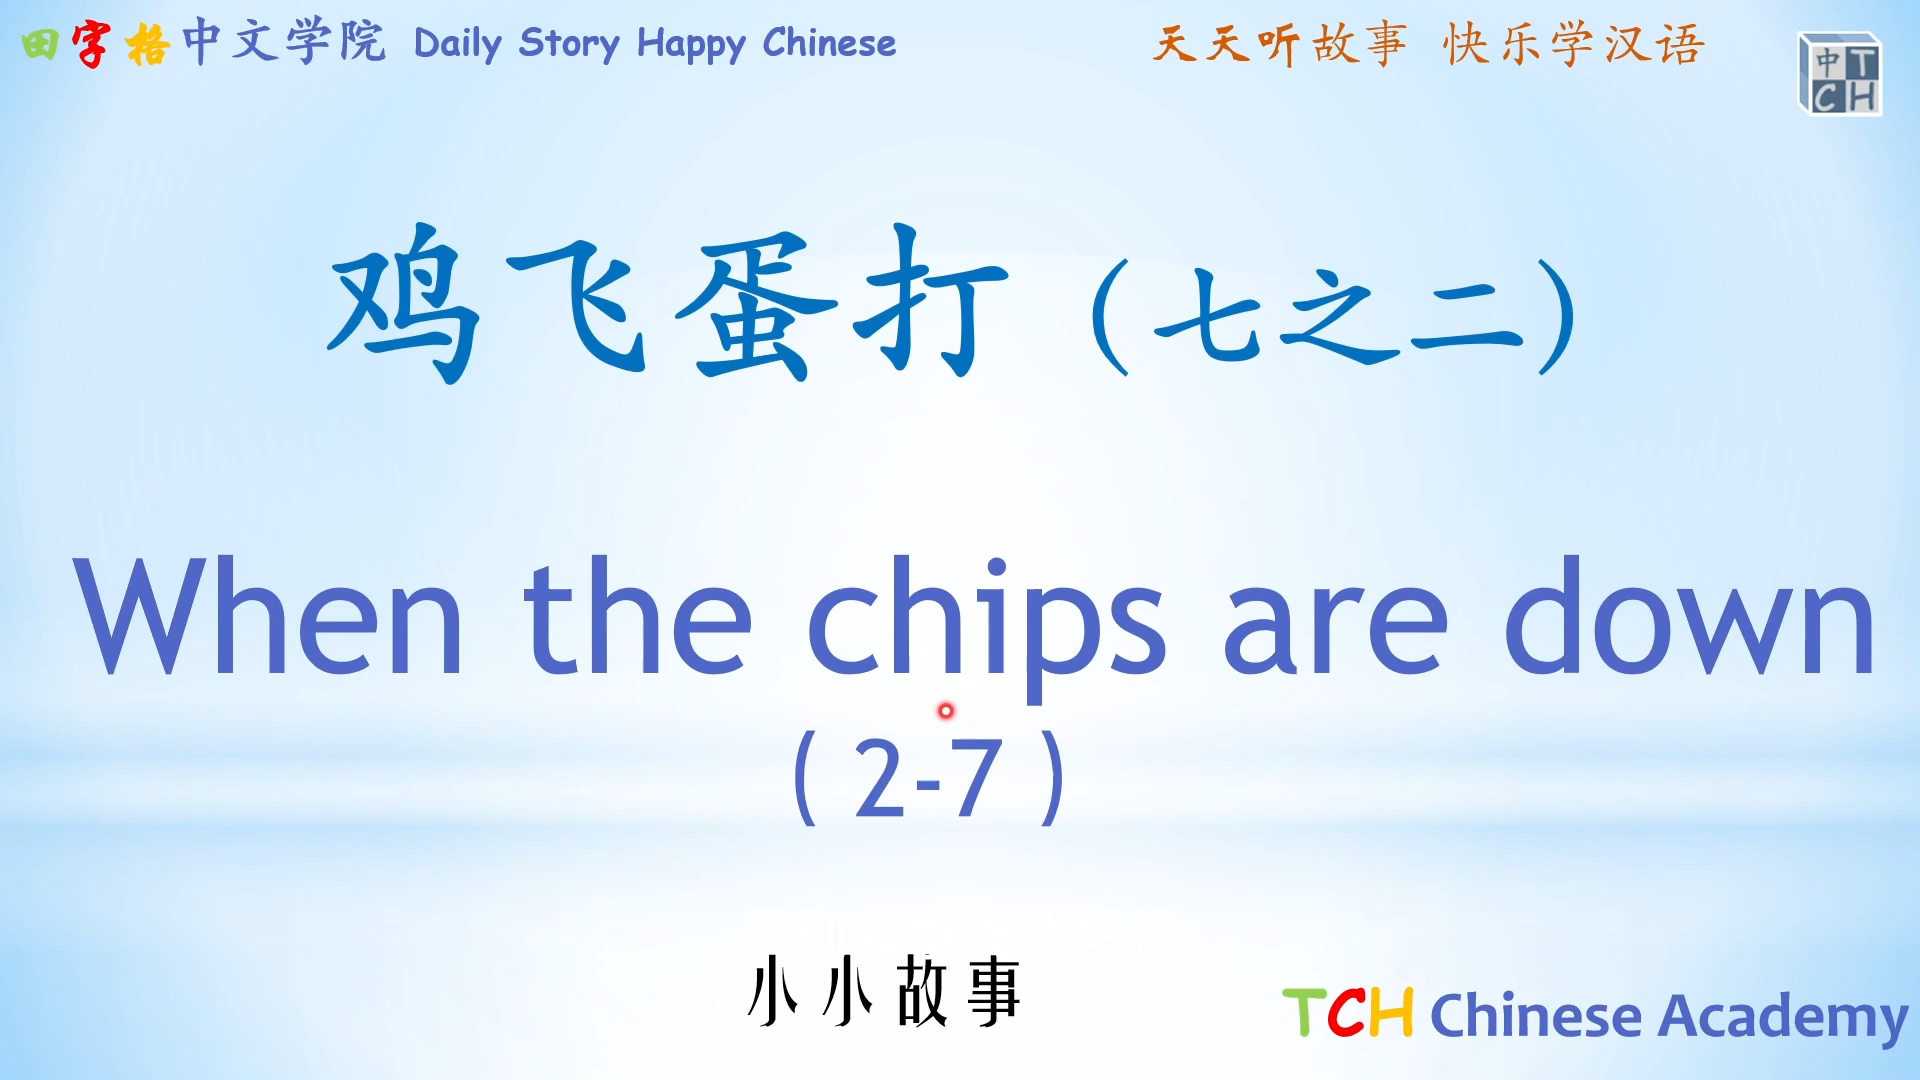 田字格中文学院 Daily Story Happy Chinese
天天听故事 快乐学汉语
中T
CH
鸡飞蛋打（七之二）
When the chips are down
( 2-7 )
小小故事
TCH Chinese Academy